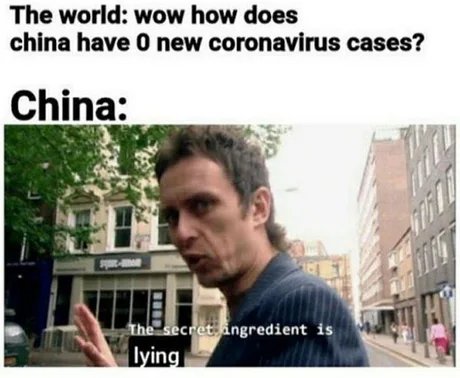 The world: wow how does
china have 0 new coronavirus cases?
China:
The secret ingredient is
lying